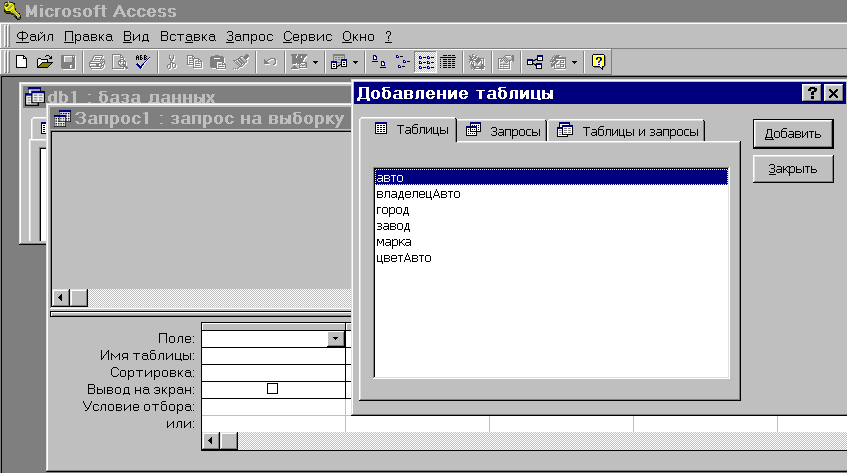 Microsoft Access
Файл Правка Вид Вставка Запрос Сервис Окно ?
db1 : база данных
Запрос1 : запрос на выборку
Добавление таблицы
Таблицы Запросы Таблицы и запросы
Добавить
Закрыть
авто
владелецАвто
город
завод
марка
цветАвто
Поле:
Имя таблицы:
Сортировка:
Вывод на экран:
Условие отбора:
или: